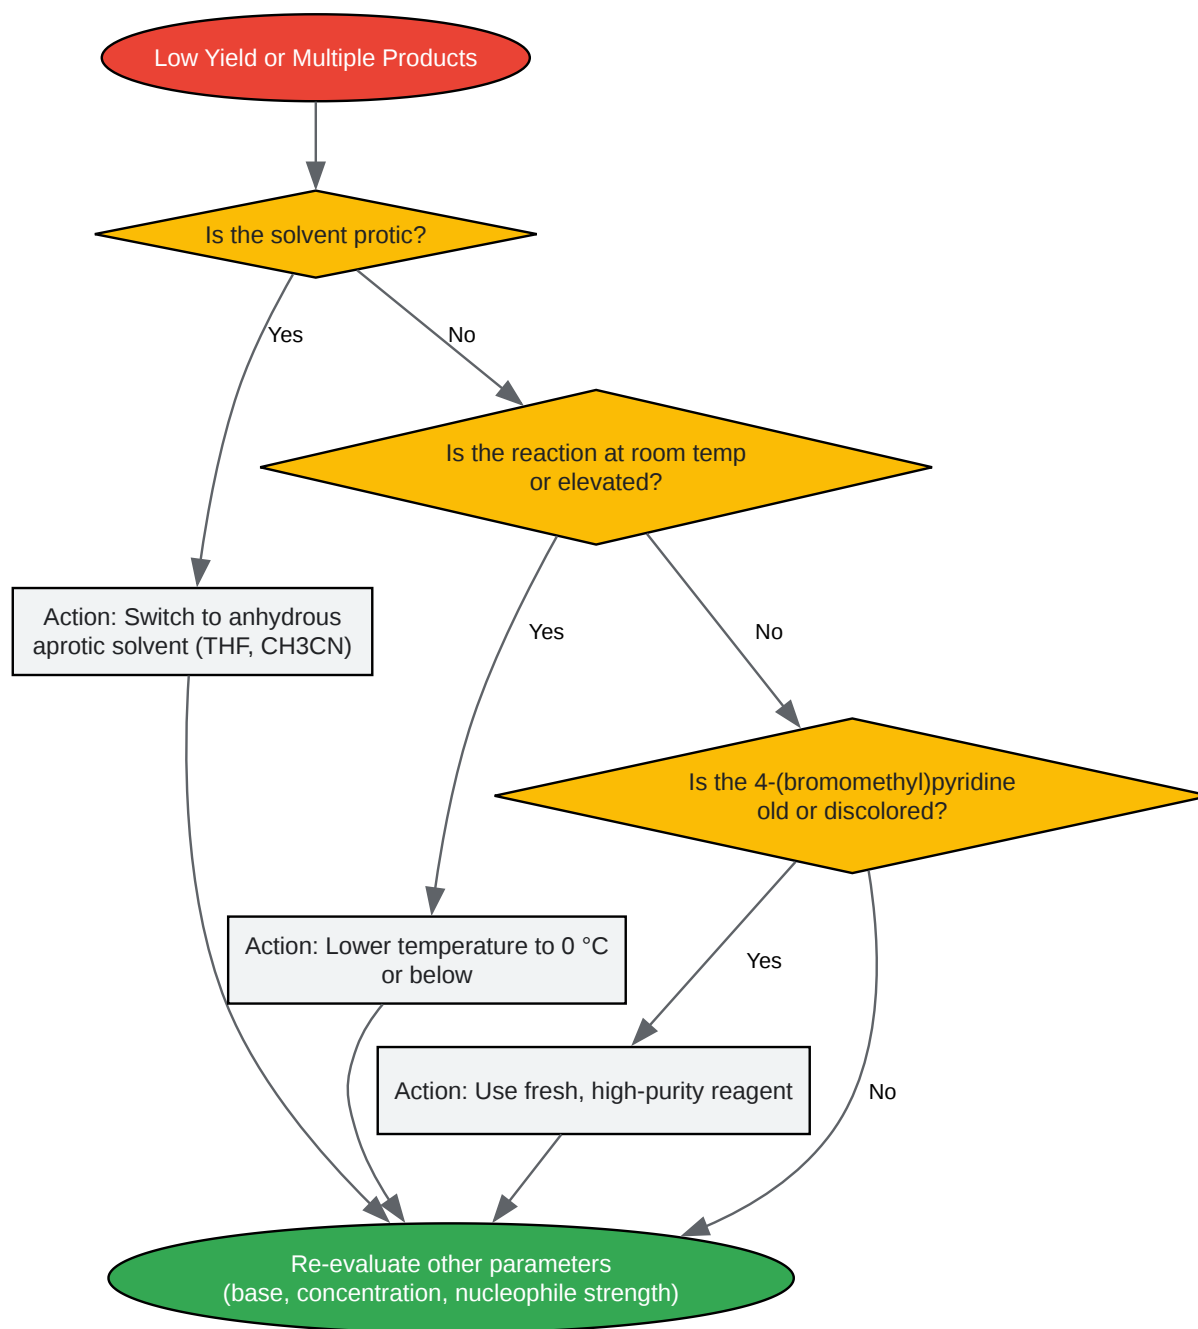 Low Yield or Multiple Products
Is the solvent protic?
Yes
No
Is the reaction at room temp
or elevated?
Action: Switch to anhydrous
aprotic solvent (THF, CH3CN)
Yes
No
Is the 4-(bromomethyl)pyridine
old or discolored?
Action: Lower temperature to 0 °C
or below
Yes
Action: Use fresh, high-purity reagent
No
Re-evaluate other parameters
(base, concentration, nucleophile strength)